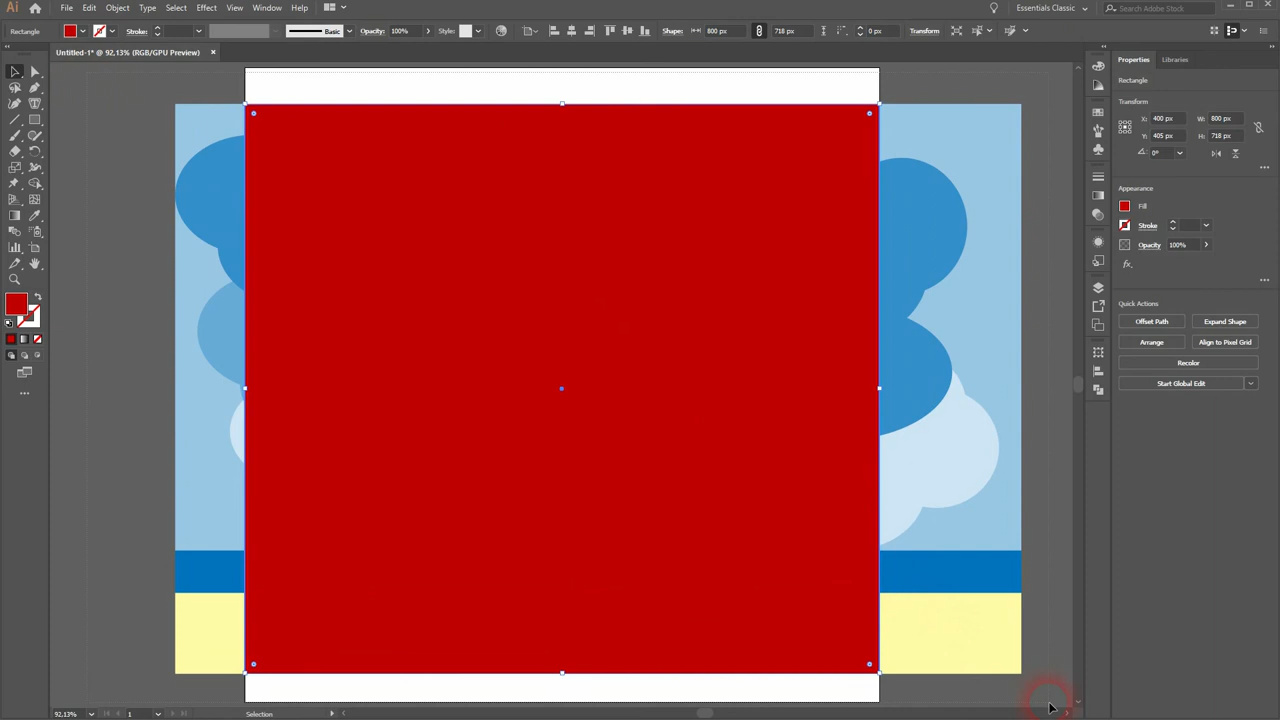 Ai File Edit Object Type Select Effect View Window Help Essentials Classic Search Adobe Stock
Rectangle Stroke: Basic Opacity: 100% Style: Shape: 800 px 718 px 0 px Transform
Untitled-1* @ 92,13% (RGB/GPU Preview)
Properties Libraries
Rectangle
Transform
X: 400 px W: 800 px
Y: 405 px H: 718 px
0°
Appearance
Fill
Stroke
Opacity 100%
fx.
Quick Actions
Offset Path Expand Shape
Arrange Align to Pixel Grid
Recolor
Start Global Edit
92,13% 1 Selection